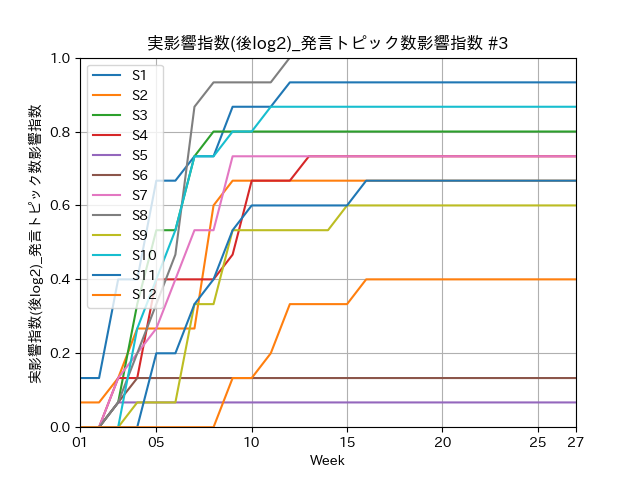 実影響指数(後log2)_発言トピック数影響指数 #3
実影響指数(後log2)_発言トピック数影響指数
1.0
0.8
0.6
0.4
0.2
0.0
S1
S2
S3
S4
S5
S6
S7
S8
S9
S10
S11
S12
01
05
10
15
20
25
27
Week